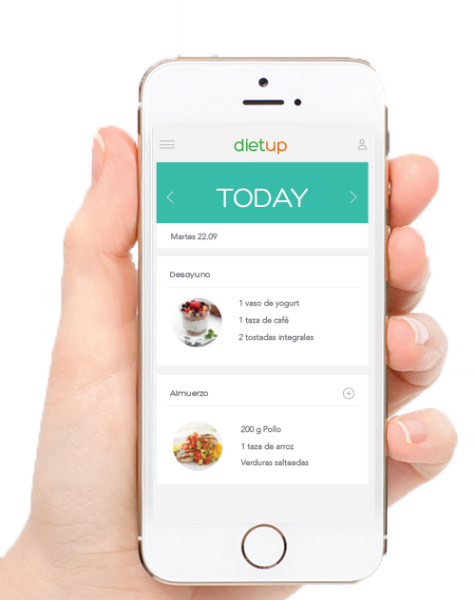 dietup
TODAY
Martes 22.09
Desayuno
1 vaso de yogurt
1 taza de café
2 tostadas integrales
Almuerzo
200 g Pollo
1 taza de arroz
Verduras salteadas